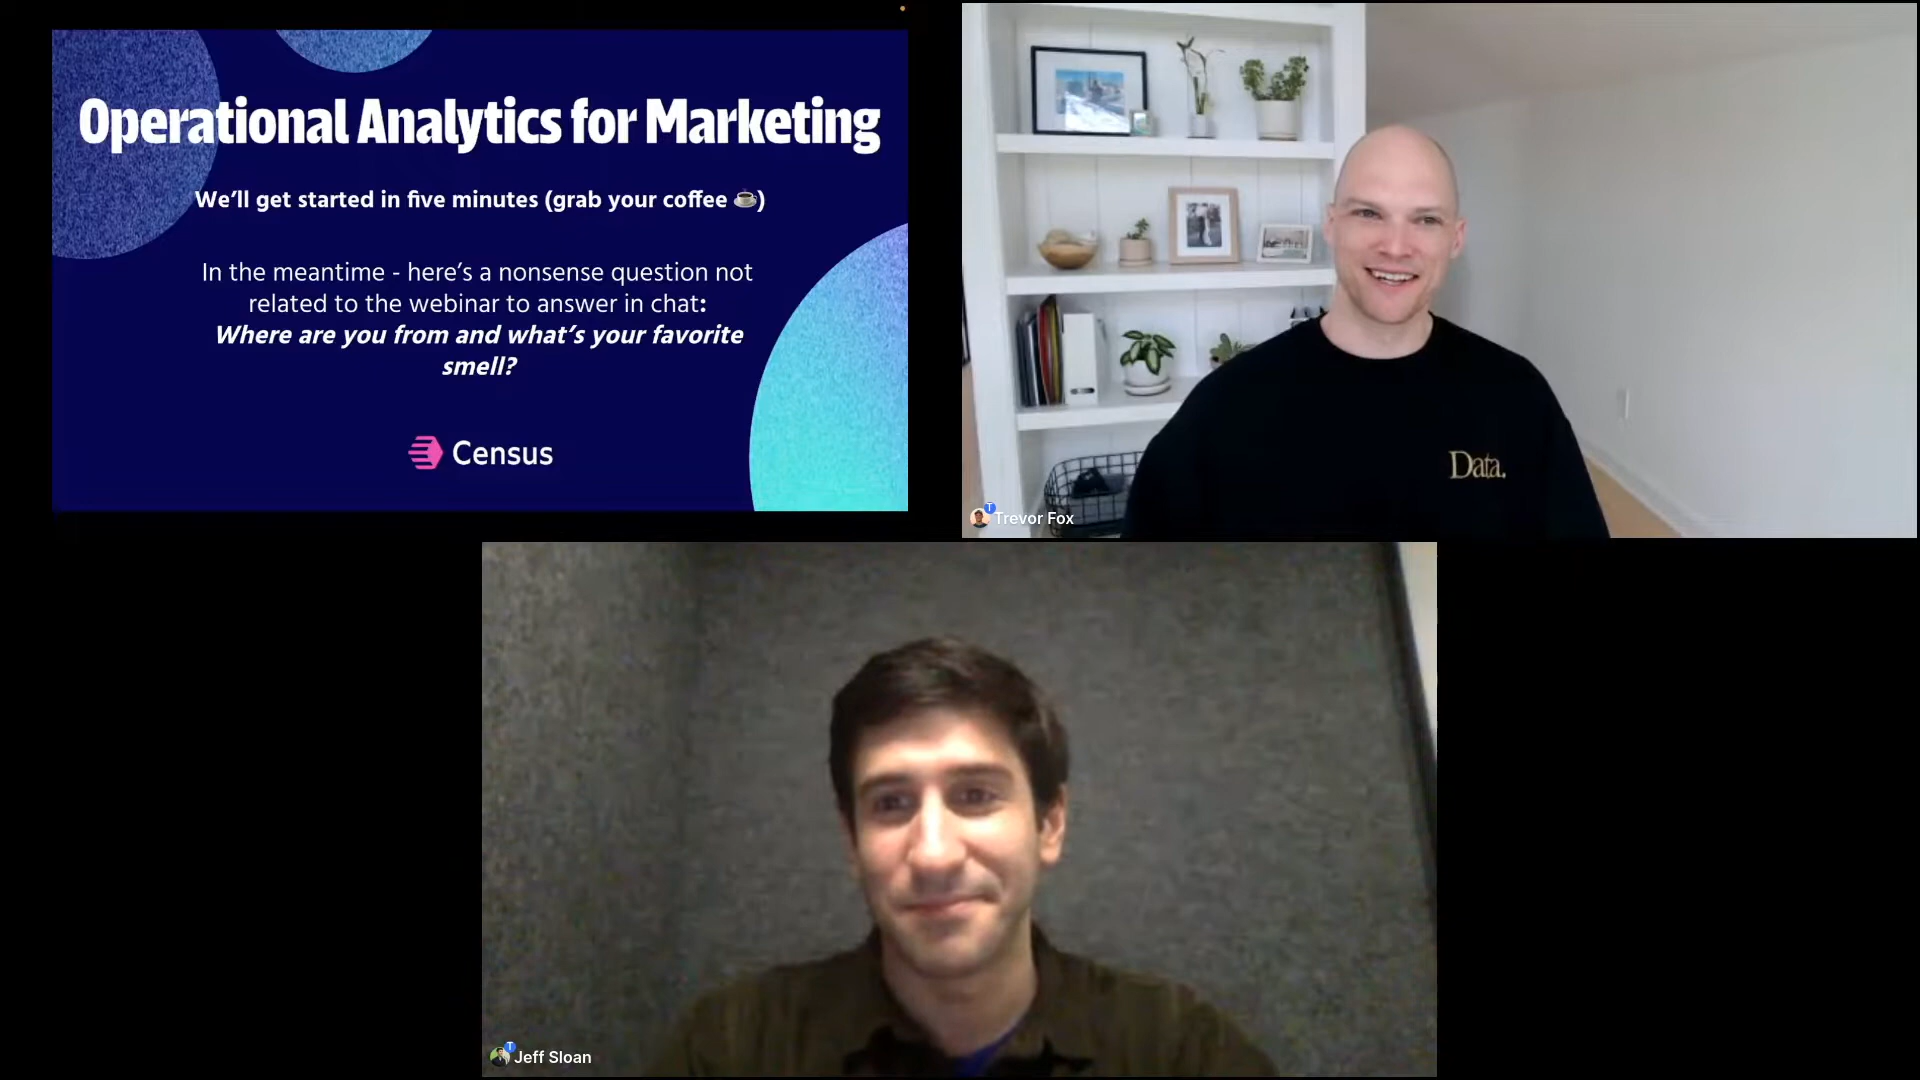 Operational Analytics for Marketing
We’ll get started in five minutes (grab your coffee ☕)
In the meantime - here’s a nonsense question not
related to the webinar to answer in chat:
Where are you from and what’s your favorite
smell?
Census
Data.
T
Trevor Fox
T
Jeff Sloan